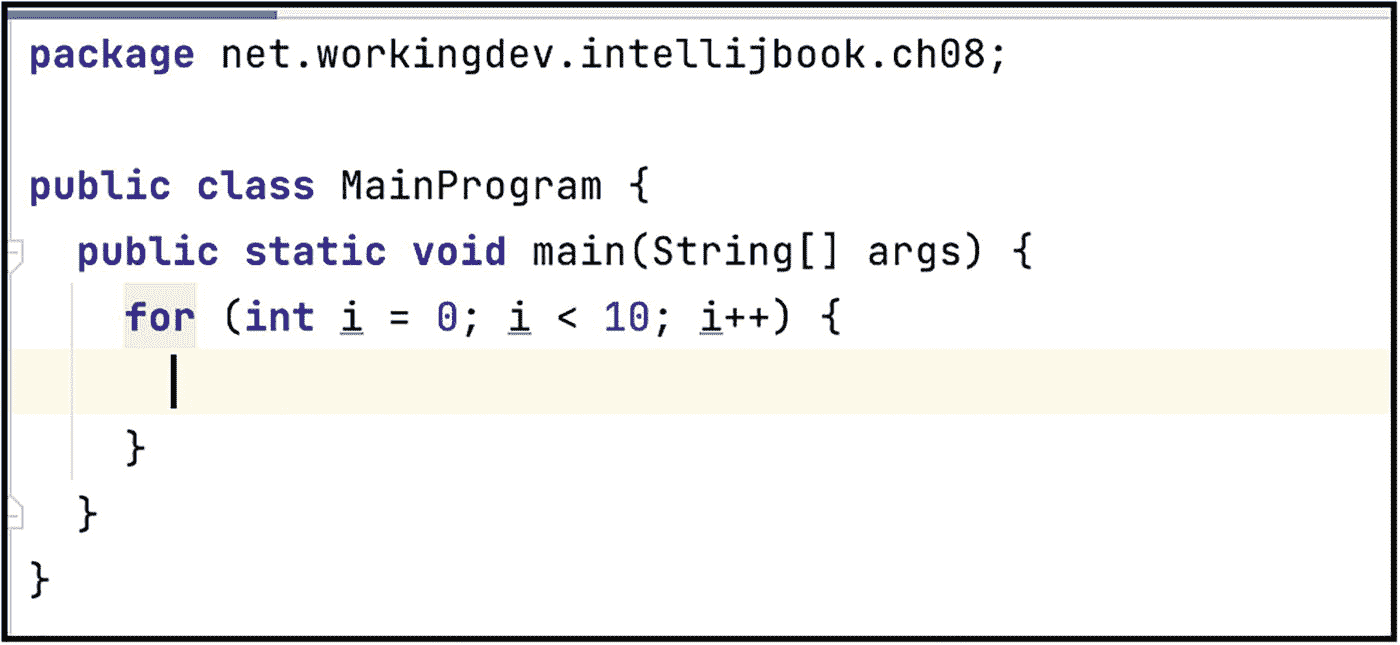 package net.workingdev.intellijbook.ch08;
public class MainProgram {
public static void main(String[] args) {
for (int i = 0; i < 10; i++) {
}
}
}